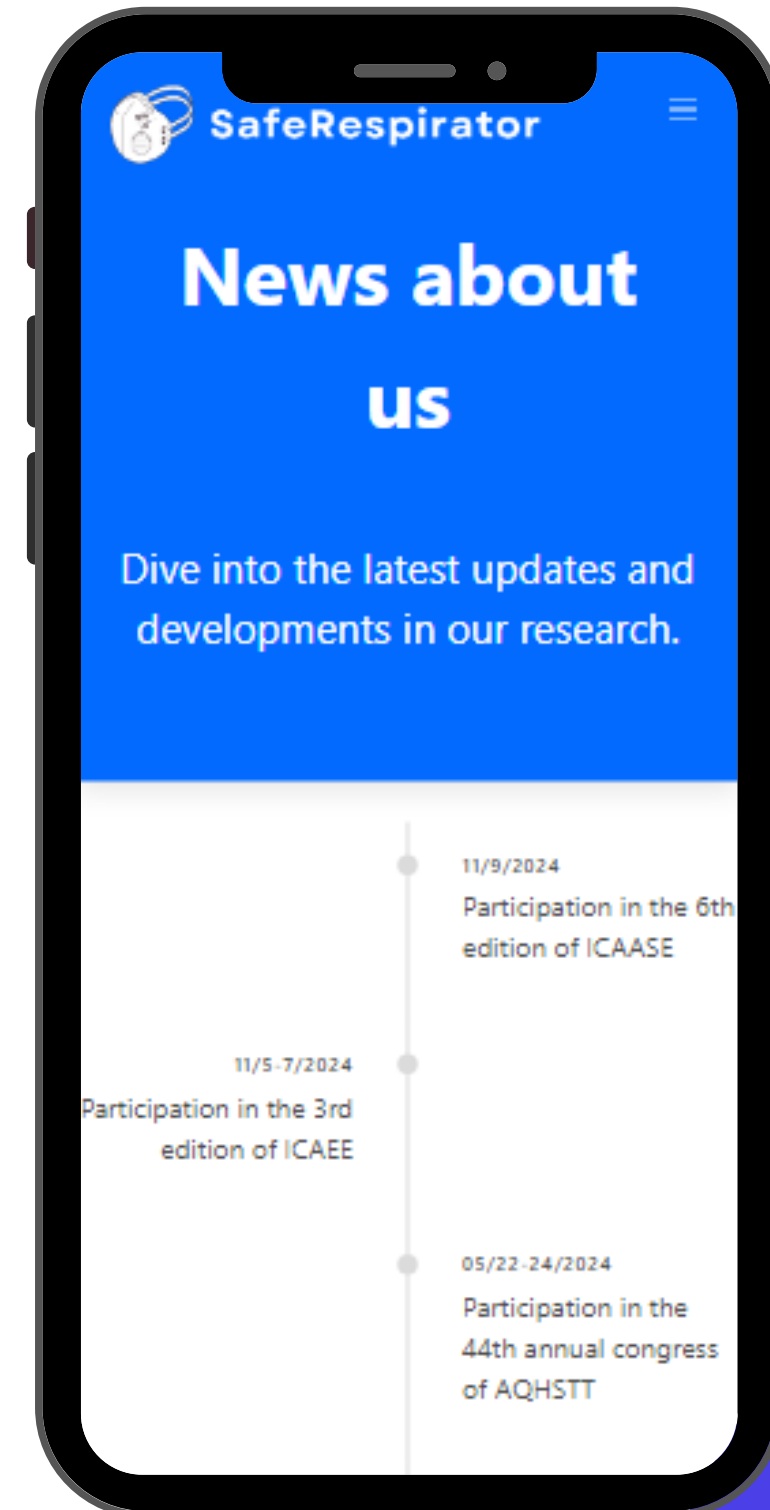 SafeRespirator
News about
us
Dive into the latest updates and
developments in our research.
11/9/2024
Participation in the 6th
edition of ICAASE
11/5-7/2024
Participation in the 3rd
edition of ICAEE
05/22-24/2024
Participation in the
44th annual congress
of AQHSTT